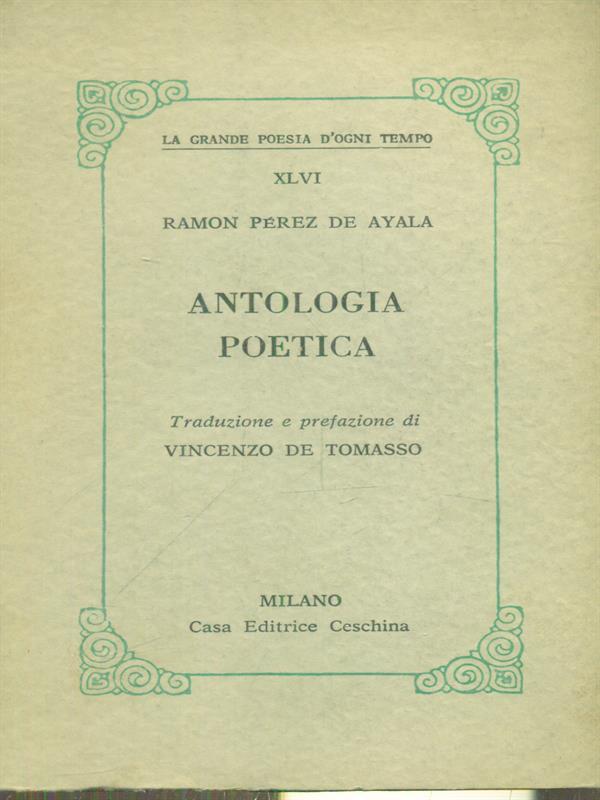 LA GRANDE POESIA D'OGNI TEMPO
XLVI
RAMON PÉREZ DE AYALA
ANTOLOGIA
POETICA
Traduzione e prefazione di
VINCENZO DE TOMASSO
MILANO
Casa Editrice Ceschina